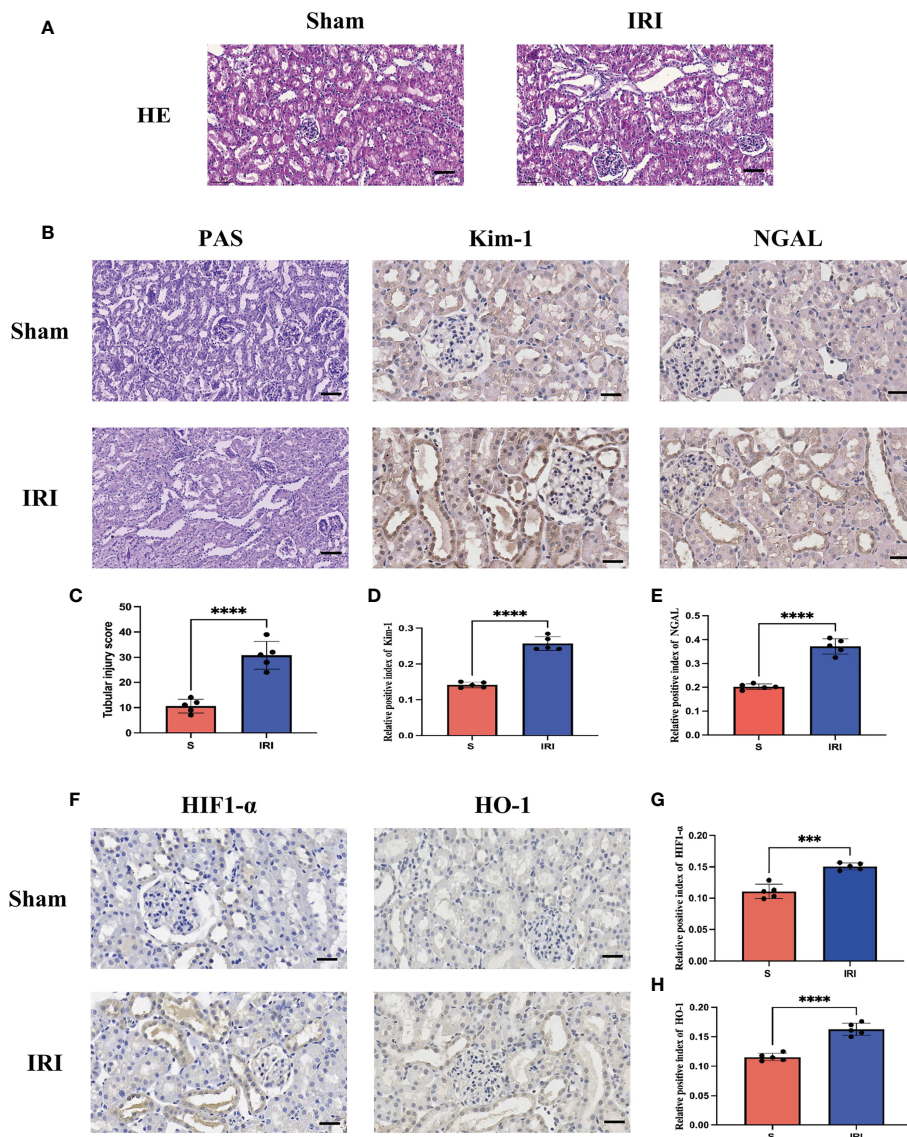 A
Sham
IRI
HE
B
PAS
Kim-1
NGAL
Sham
IRI
C
Tubular injury score
50
40
30
20
10
0
****
S
IRI
D
Relative positive index of Kim-1
0.3
0.2
0.1
0.0
****
S
IRI
E
Relative positive index of NGAL
0.5
0.4
0.3
0.2
0.1
0.0
****
S
IRI
F
HIF1-α
HO-1
Sham
IRI
G
Relative positive index of HIF1-α
0.20
0.15
0.10
0.05
0.00
***
S
IRI
H
Relative positive index of HO-1
0.20
0.15
0.10
0.05
0.00
****
S
IRI